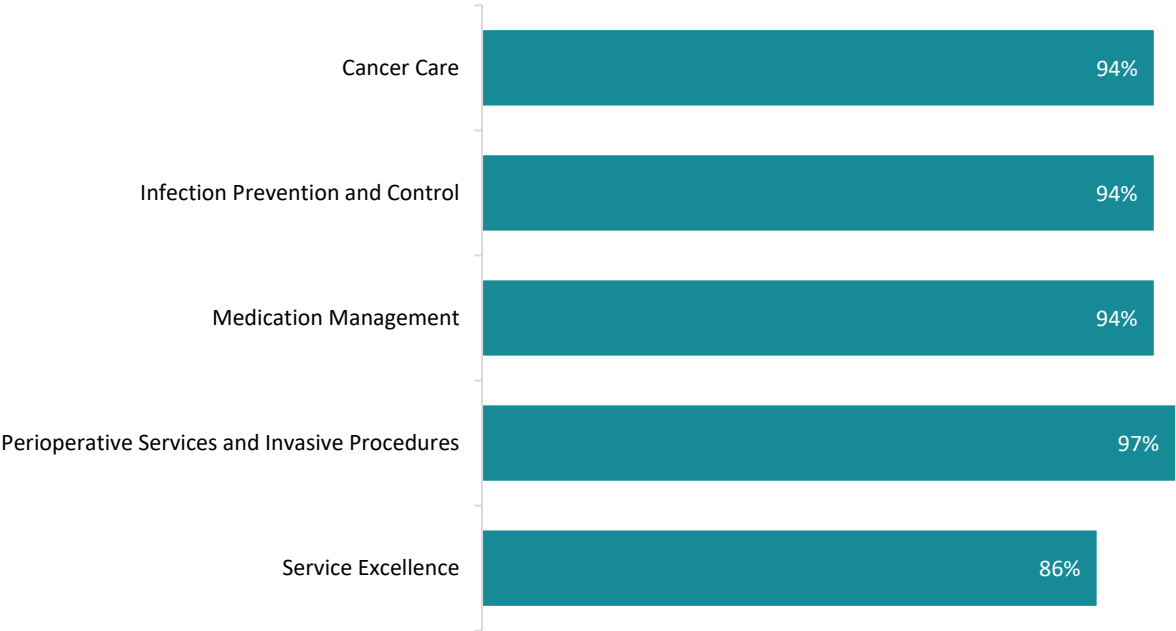 Cancer Care 94%
Infection Prevention and Control 94%
Medication Management 94%
Perioperative Services and Invasive Procedures 97%
Service Excellence 86%